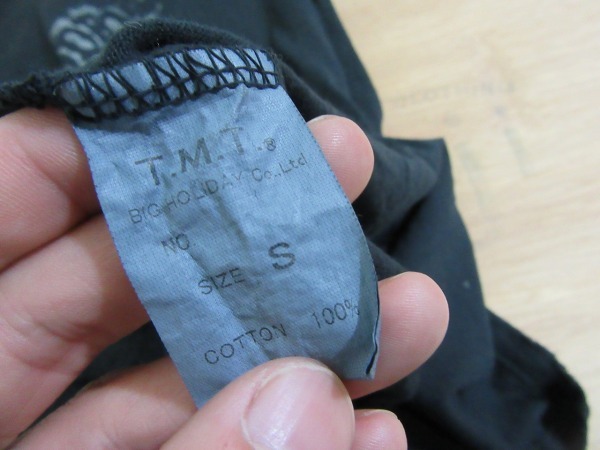 T.M.T.®
BIG HOLIDAY Co.,Ltd
NO.
SIZE S
COTTON 100%